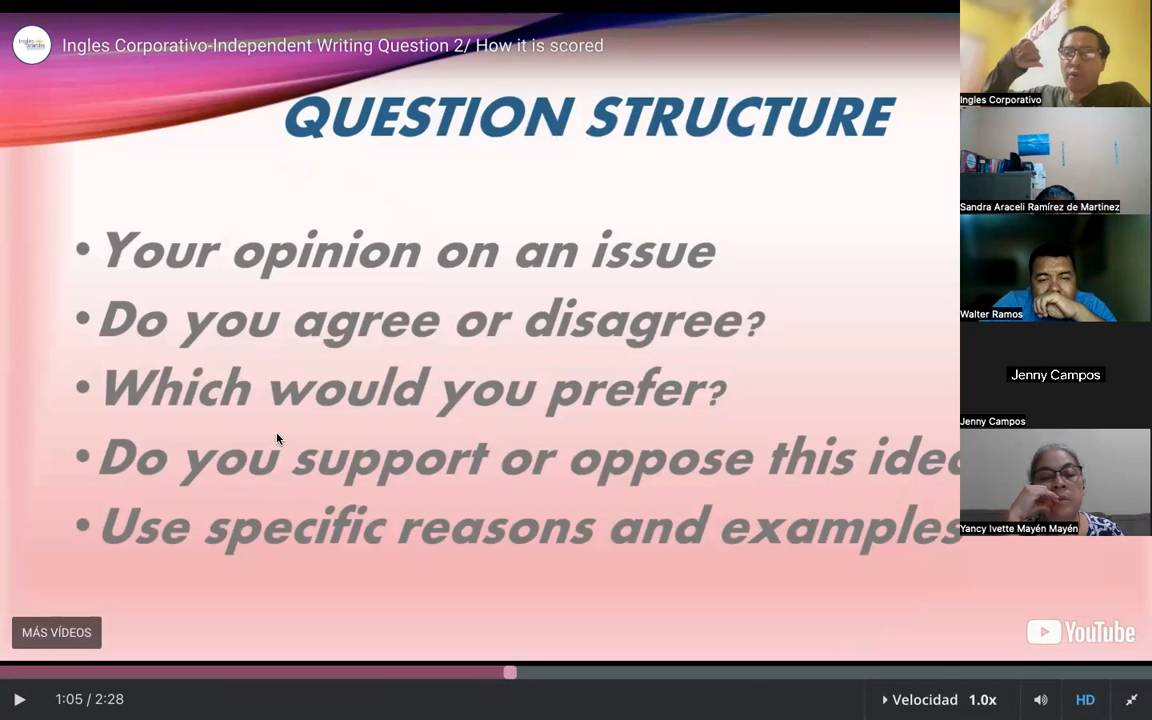 Ingles Corporativo-Independent Writing Question 2/ How it is scored
QUESTION STRUCTURE
• Your opinion on an issue
• Do you agree or disagree?
• Which would you prefer?
• Do you support or oppose this idea
• Use specific reasons and examples
Ingles Corporativo
Sandra Araceli Ramírez de Martinez
Walter Ramos
Jenny Campos
Jenny Campos
Yancy Ivette Mayén Mayén
MÁS VÍDEOS
YouTube
1:05 / 2:28
Velocidad 1.0x
HD